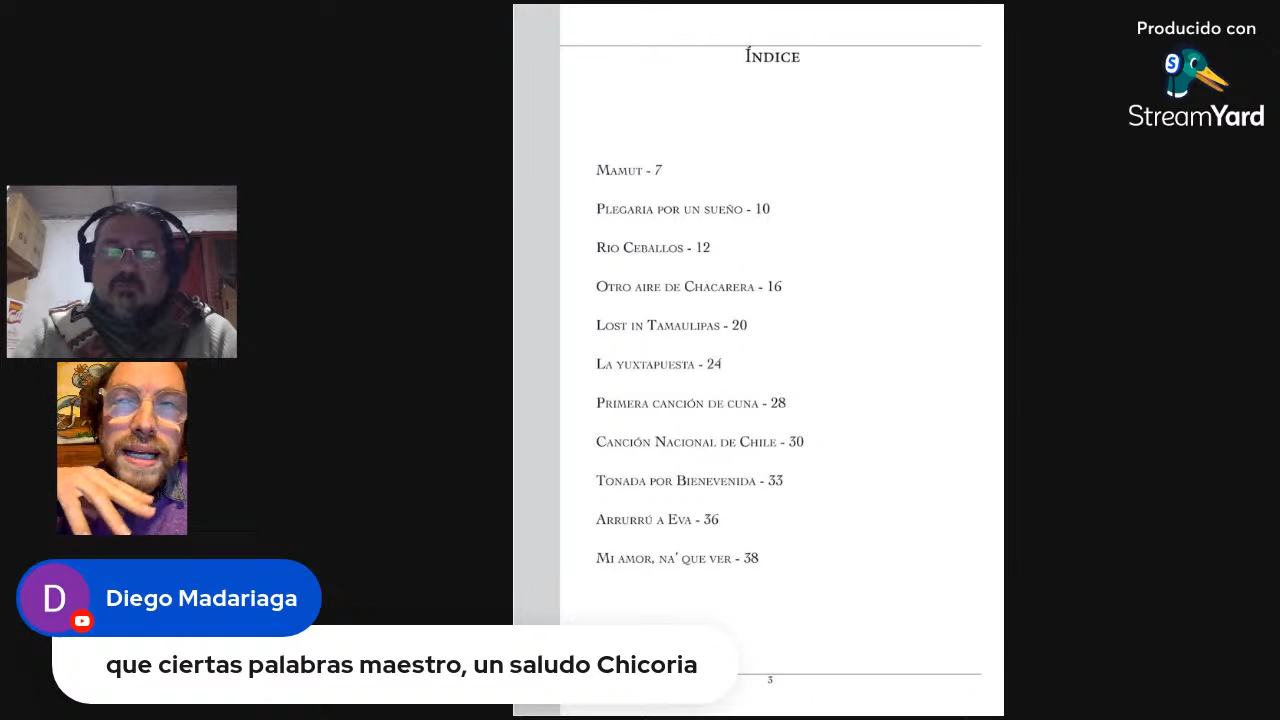 Índice
Producido con
StreamYard
Mamut - 7
Plegaria por un sueño - 10
Rio Ceballos - 12
Otro aire de Chacarera - 16
Lost in Tamaulipas - 20
La yuxtapuesta - 24
Primera canción de cuna - 28
Canción Nacional de Chile - 30
Tonada por Bienevenida - 33
Arrurrú a Eva - 36
Mi amor, na' que ver - 38
D
Diego Madariaga
que ciertas palabras maestro, un saludo Chicoria
3